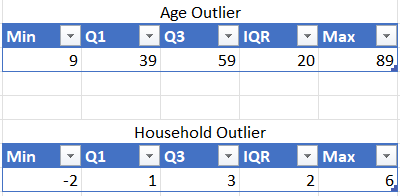 Age Outlier
Min Q1 Q3 IQR Max
9 39 59 20 89
Household Outlier
Min Q1 Q3 IQR Max
-2 1 3 2 6